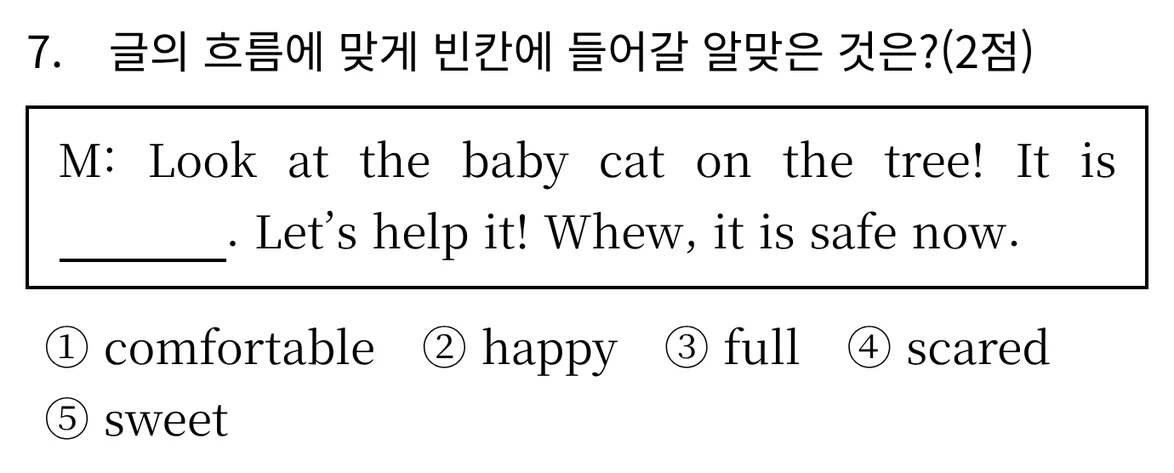 7. 글의 흐름에 맞게 빈칸에 들어갈 알맞은 것은?(2점)
M: Look at the baby cat on the tree! It is
________. Let's help it! Whew, it is safe now.
① comfortable ② happy ③ full ④ scared
⑤ sweet